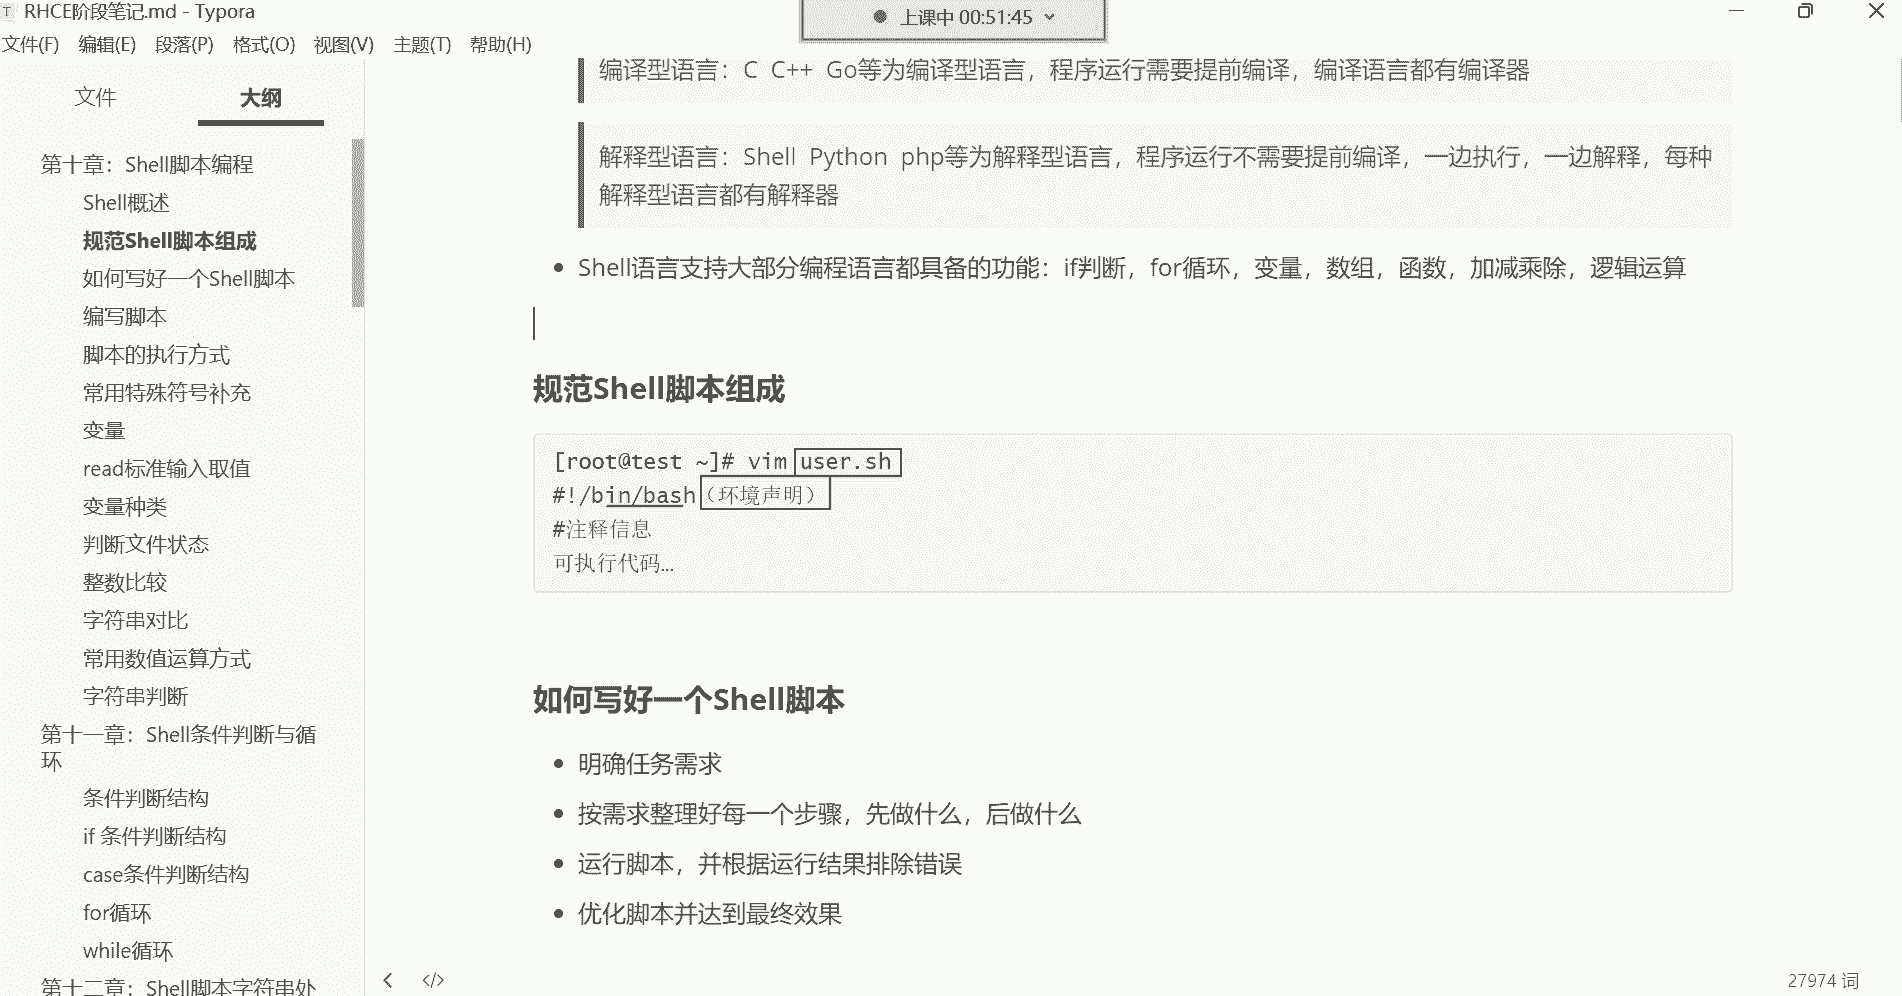 RHCE阶段笔记.md - Typora
上课中 00:51:45
文件(F) 编辑(E) 段落(P) 格式(O) 视图(V) 主题(T) 帮助(H)
文件 大纲
第十章：Shell脚本编程
Shell概述
规范Shell脚本组成
如何写好一个Shell脚本
编写脚本
脚本的执行方式
常用特殊符号补充
变量
read标准输入取值
变量种类
判断文件状态
整数比较
字符串对比
常用数值运算方式
字符串判断
第十一章：Shell条件判断与循
环
条件判断结构
if 条件判断结构
case条件判断结构
for循环
while循环
第十二章：Shell脚本字符串处
编译型语言：C C++ Go等为编译型语言，程序运行需要提前编译，编译语言都有编译器
解释型语言：Shell Python php等为解释型语言，程序运行不需要提前编译，一边执行，一边解释，每种
解释型语言都有解释器
Shell语言支持大部分编程语言都具备的功能：if判断，for循环，变量，数组，函数，加减乘除，逻辑运算
规范Shell脚本组成
[root@test ~]# vim user.sh
#!/bin/bash（环境声明）
#注释信息
可执行代码...
如何写好一个Shell脚本
明确任务需求
按需求整理好每一个步骤，先做什么，后做什么
运行脚本，并根据运行结果排除错误
优化脚本并达到最终效果
</> 27974 词